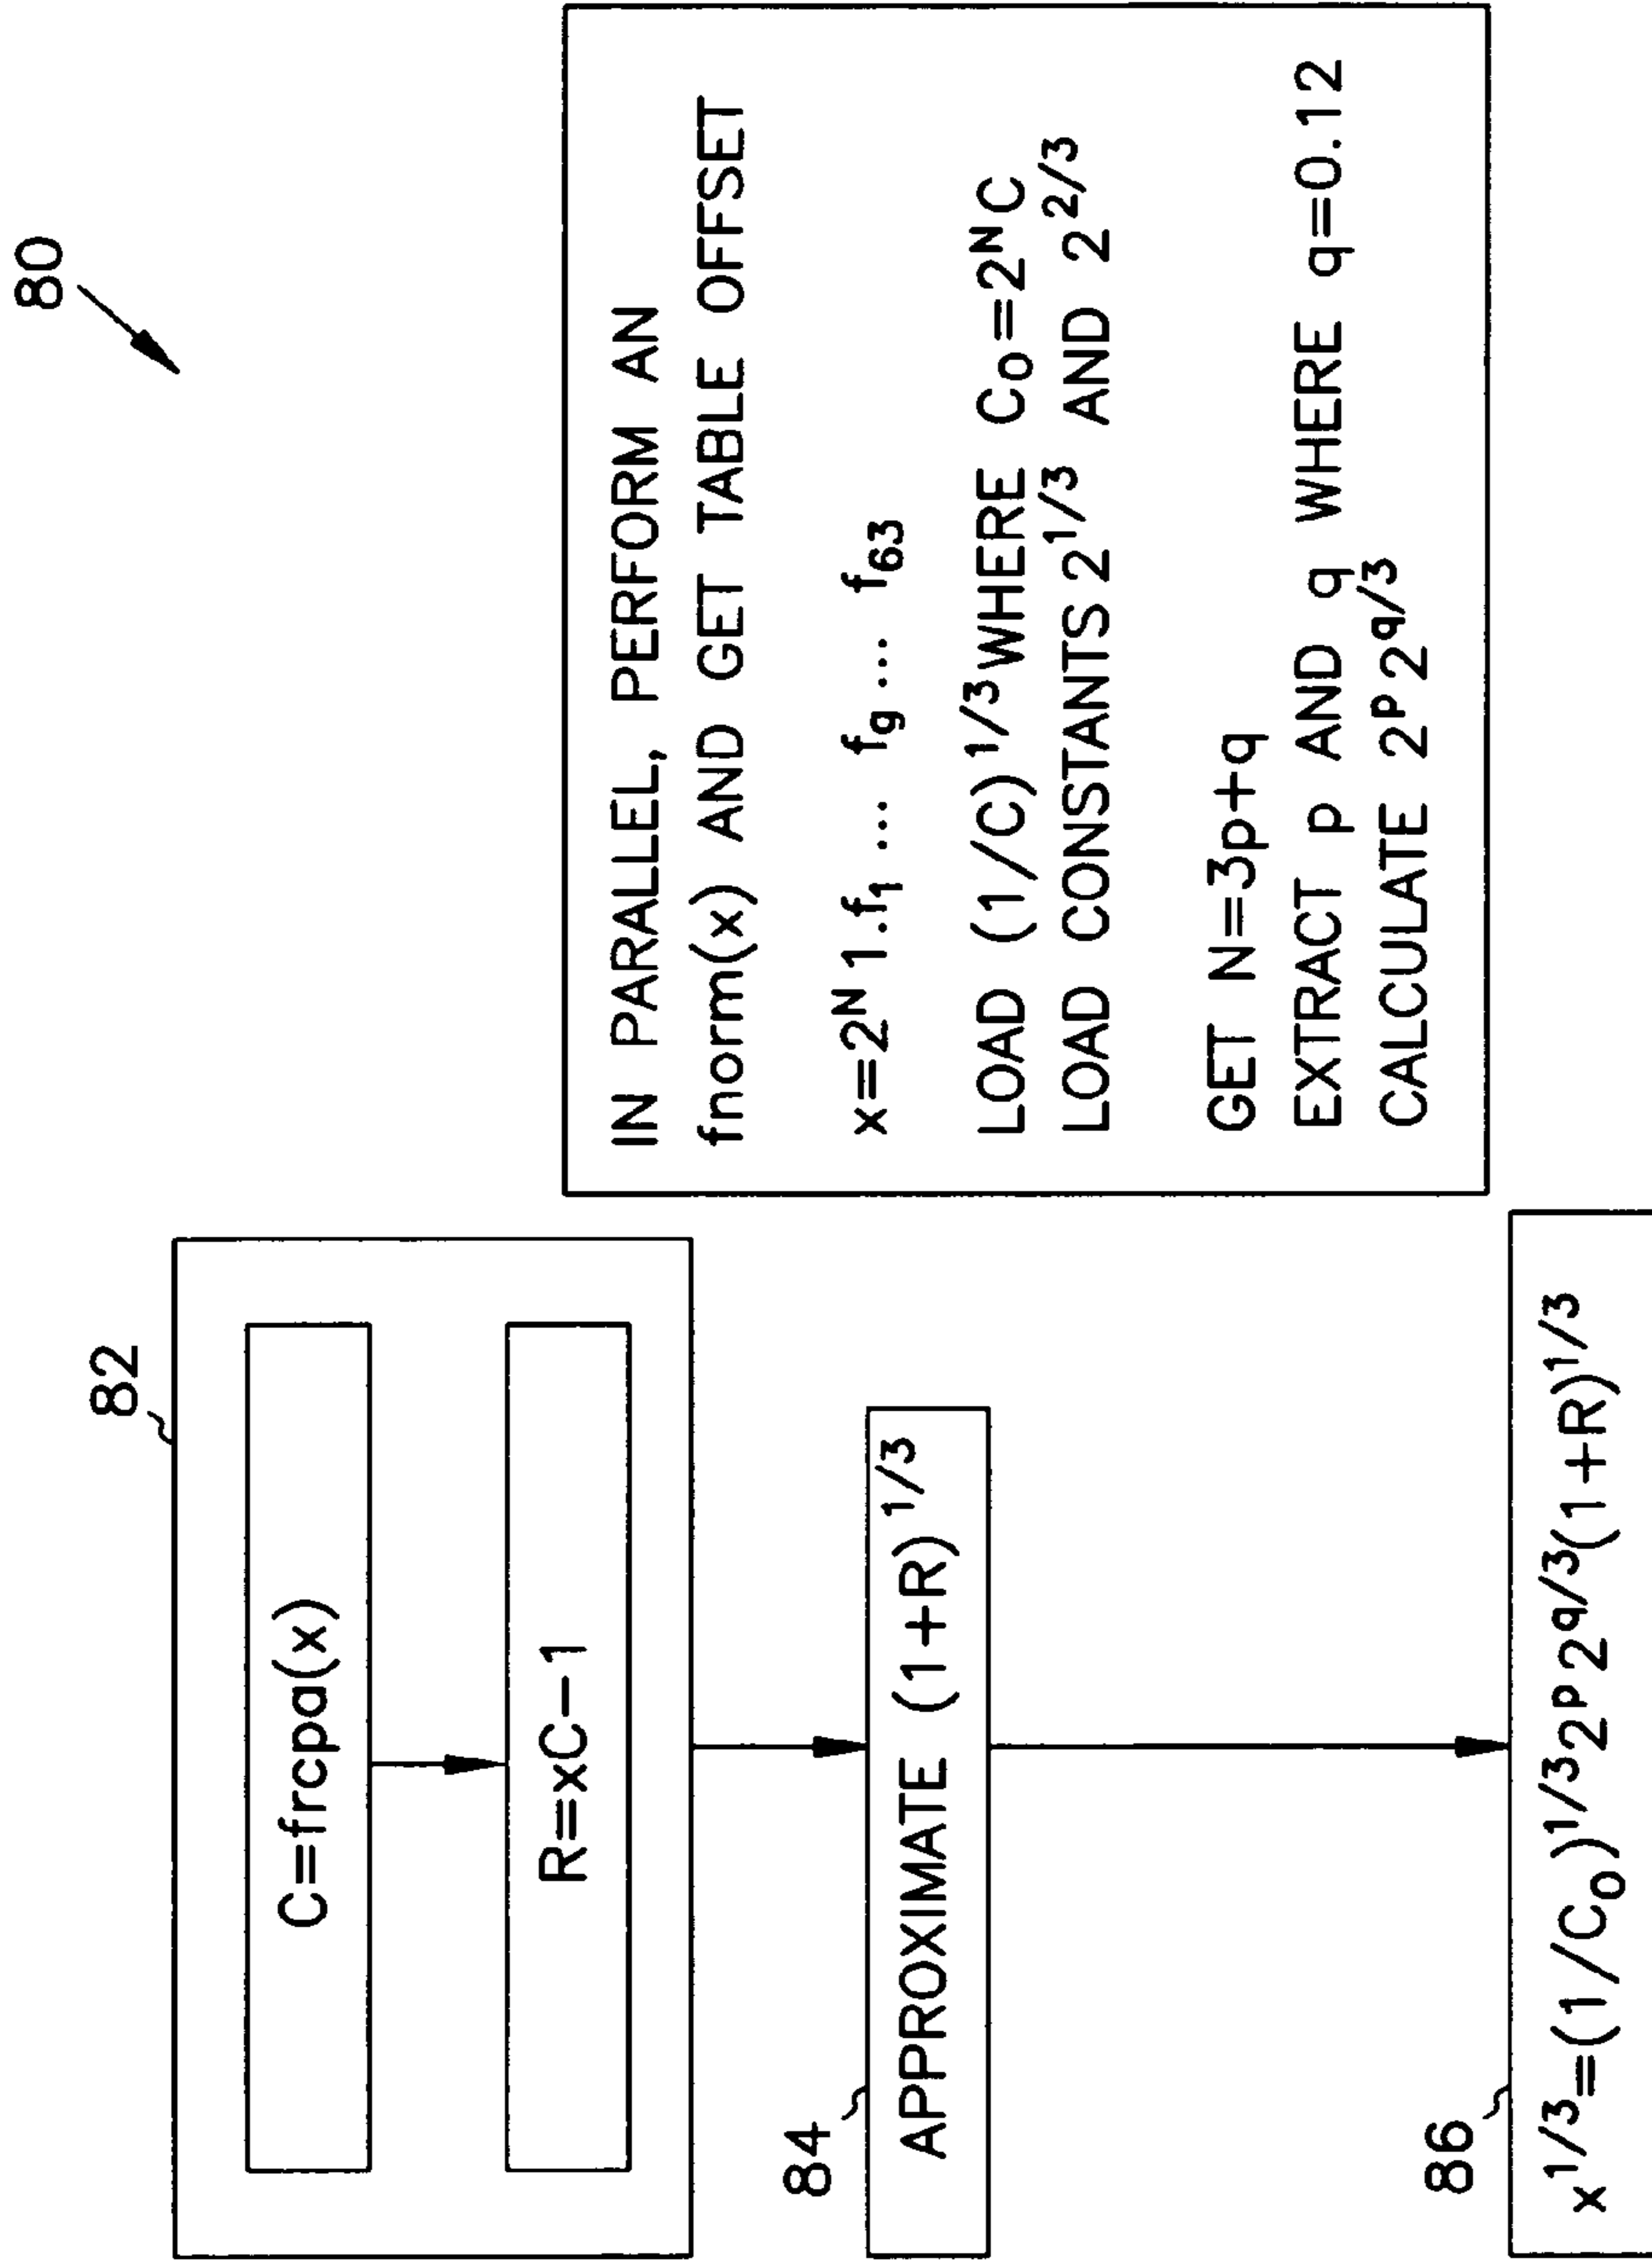 80
82
C=frcpa(x)
R=xC−1
84
APPROXIMATE (1+R)^1/3
86
x^1/3=(1/C₀)^1/3 2^p 2^q/3(1+R)^1/3
IN PARALLEL, PERFORM AN
fnorm(x) AND GET TABLE OFFSET
x=2^N 1.f₁ ... f_g ... f₆₃
LOAD (1/C)^1/3 WHERE C₀=2^N C
LOAD CONSTANTS 2^1/3 AND 2^2/3
GET N=3p+q
EXTRACT p AND q WHERE q=0.12
CALCULATE 2^p 2^q/3